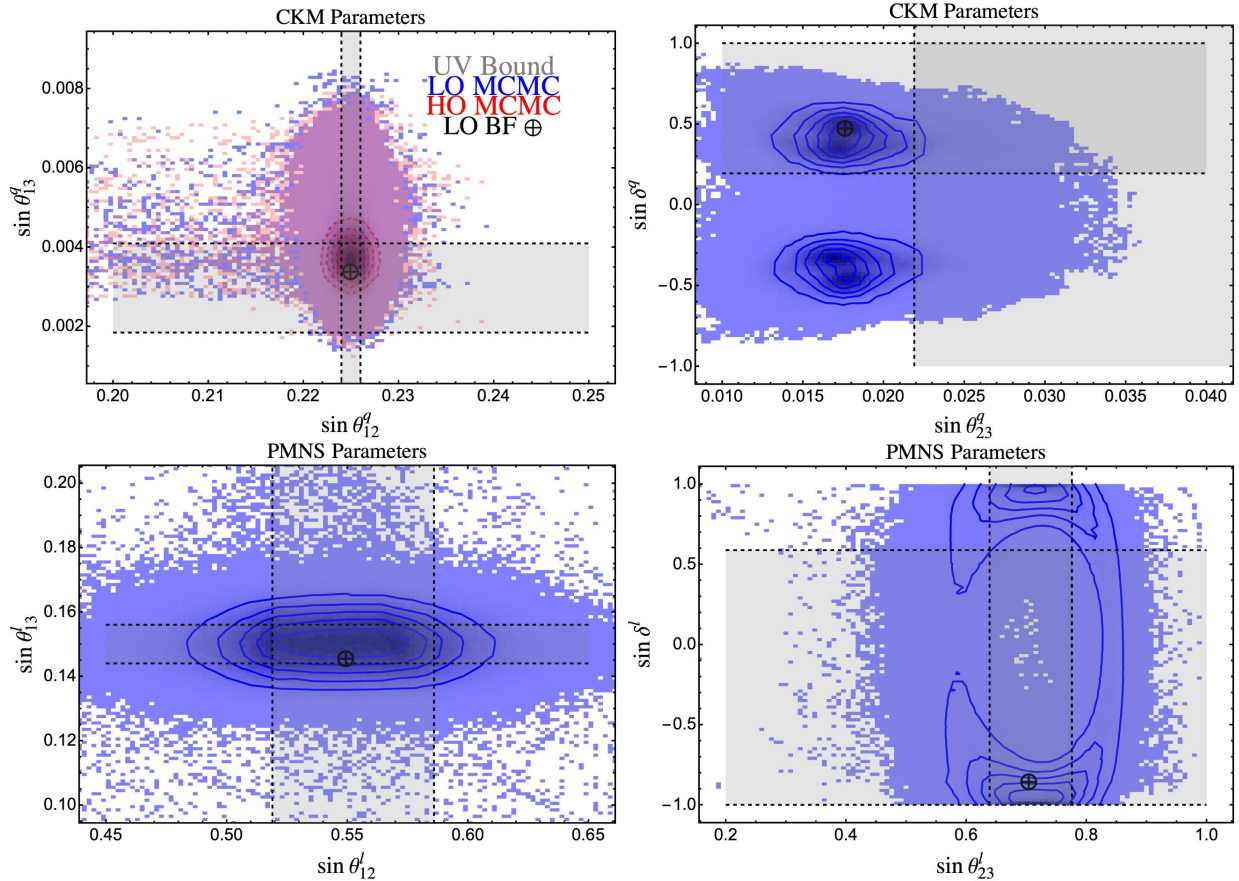 CKM Parameters
sin θ^q_13
0.008
0.006
0.004
0.002
UV Bound
LO MCMC
HO MCMC
LO BF ⊕
0.20
0.21
0.22
0.23
0.24
0.25
sin θ^q_12
CKM Parameters
sin δ^q
1.0
0.5
0.0
−0.5
−1.0
0.010
0.015
0.020
0.025
0.030
0.035
0.040
sin θ^q_23
PMNS Parameters
sin θ^l_13
0.20
0.18
0.16
0.14
0.12
0.10
0.45
0.50
0.55
0.60
0.65
sin θ^l_12
PMNS Parameters
sin δ^l
1.0
0.5
0.0
−0.5
−1.0
0.2
0.4
0.6
0.8
1.0
sin θ^l_23